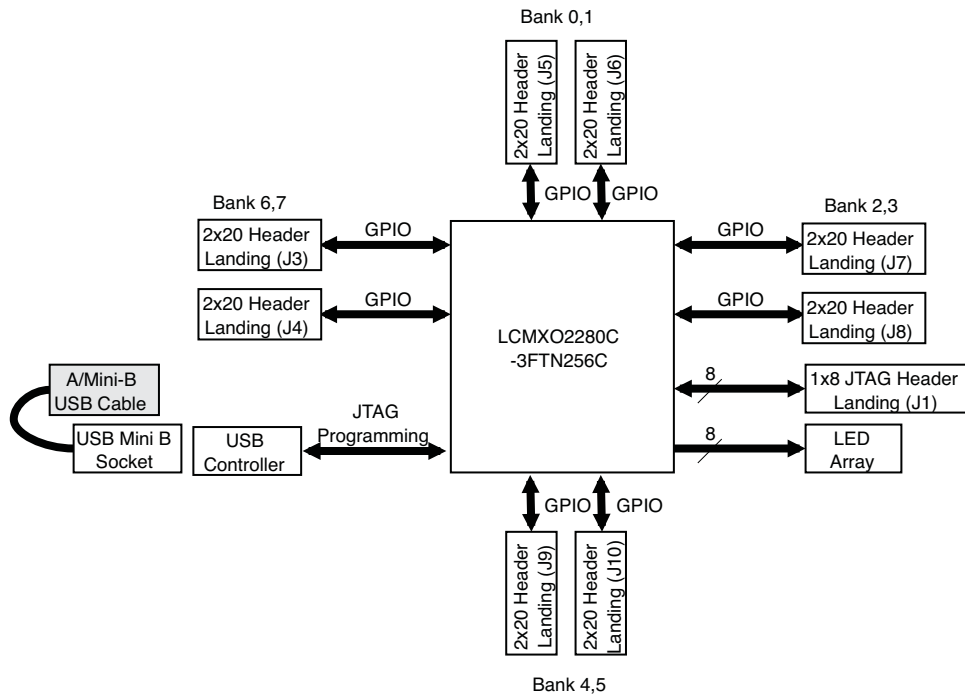 Bank 0,1
2x20 Header
Landing (J5)
2x20 Header
Landing (J6)
GPIO
GPIO
Bank 6,7
2x20 Header
Landing (J3)
GPIO
2x20 Header
Landing (J4)
GPIO
Bank 2,3
GPIO
2x20 Header
Landing (J7)
GPIO
2x20 Header
Landing (J8)
LCMXO2280C
-3FTN256C
8
1x8 JTAG Header
Landing (J1)
8
LED
Array
A/Mini-B
USB Cable
USB Mini B
Socket
USB
Controller
JTAG
Programming
GPIO
GPIO
2x20 Header
Landing (J9)
2x20 Header
Landing (J10)
Bank 4,5